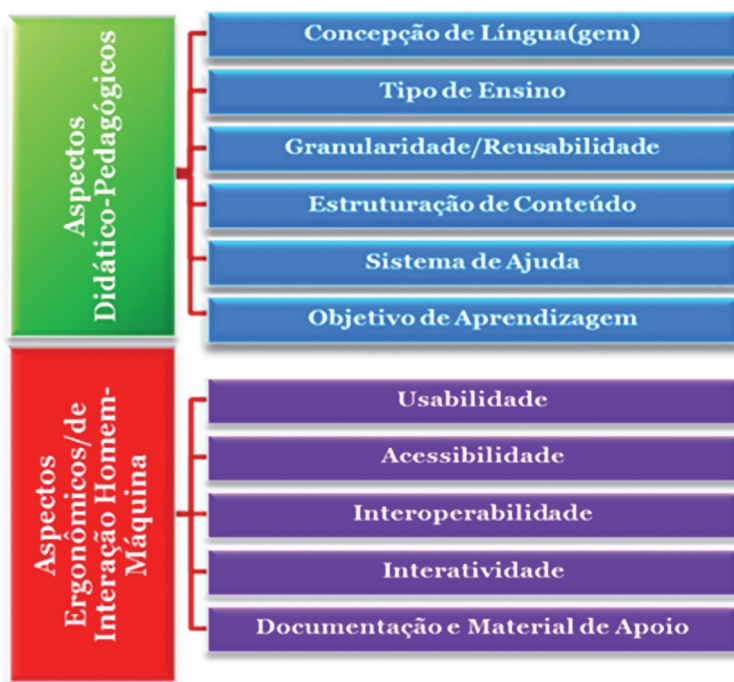 Aspectos
Didático-Pedagógicos
Concepção de Língua(gem)
Tipo de Ensino
Granularidade/Reusabilidade
Estruturação de Conteúdo
Sistema de Ajuda
Objetivo de Aprendizagem
Aspectos
Ergonômicos/de
Interação Homem-
Máquina
Usabilidade
Acessibilidade
Interoperabilidade
Interatividade
Documentação e Material de Apoio